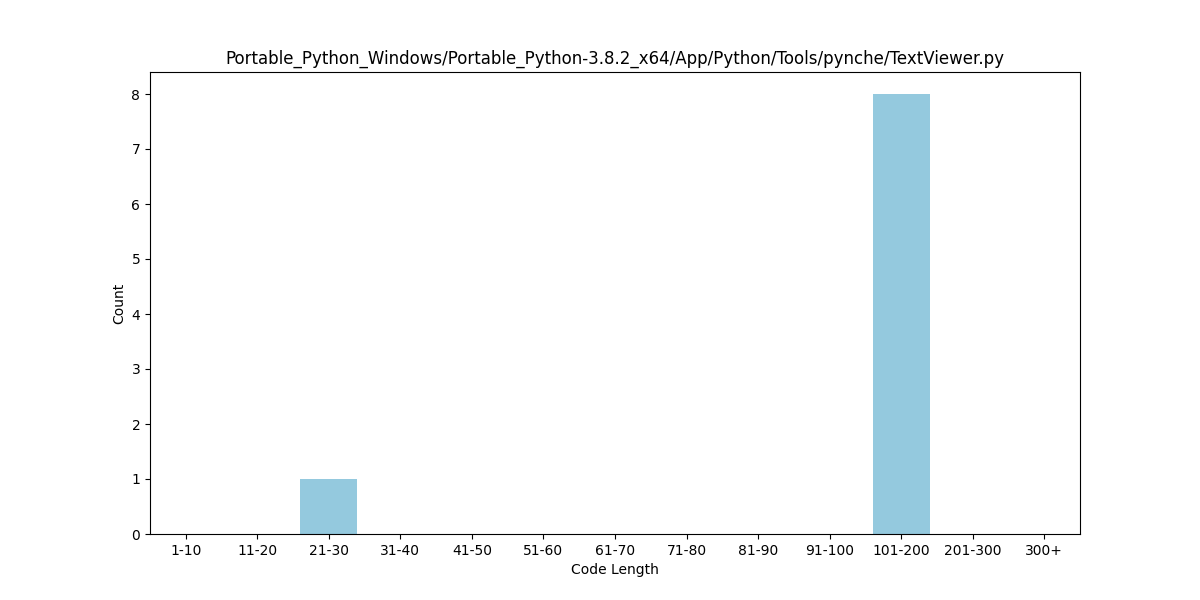 Portable_Python_Windows/Portable_Python-3.8.2_x64/App/Python/Tools/pynche/TextViewer.py
8
7
6
5
4
3
2
1
0
Count
1-10 11-20 21-30 31-40 41-50 51-60 61-70 71-80 81-90 91-100 101-200 201-300 300+
Code Length